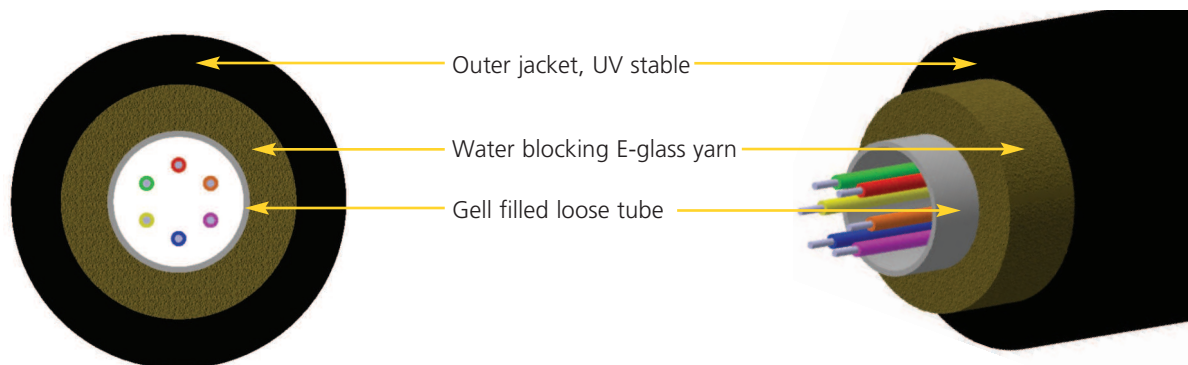 Outer jacket, UV stable
Water blocking E-glass yarn
Gell filled loose tube